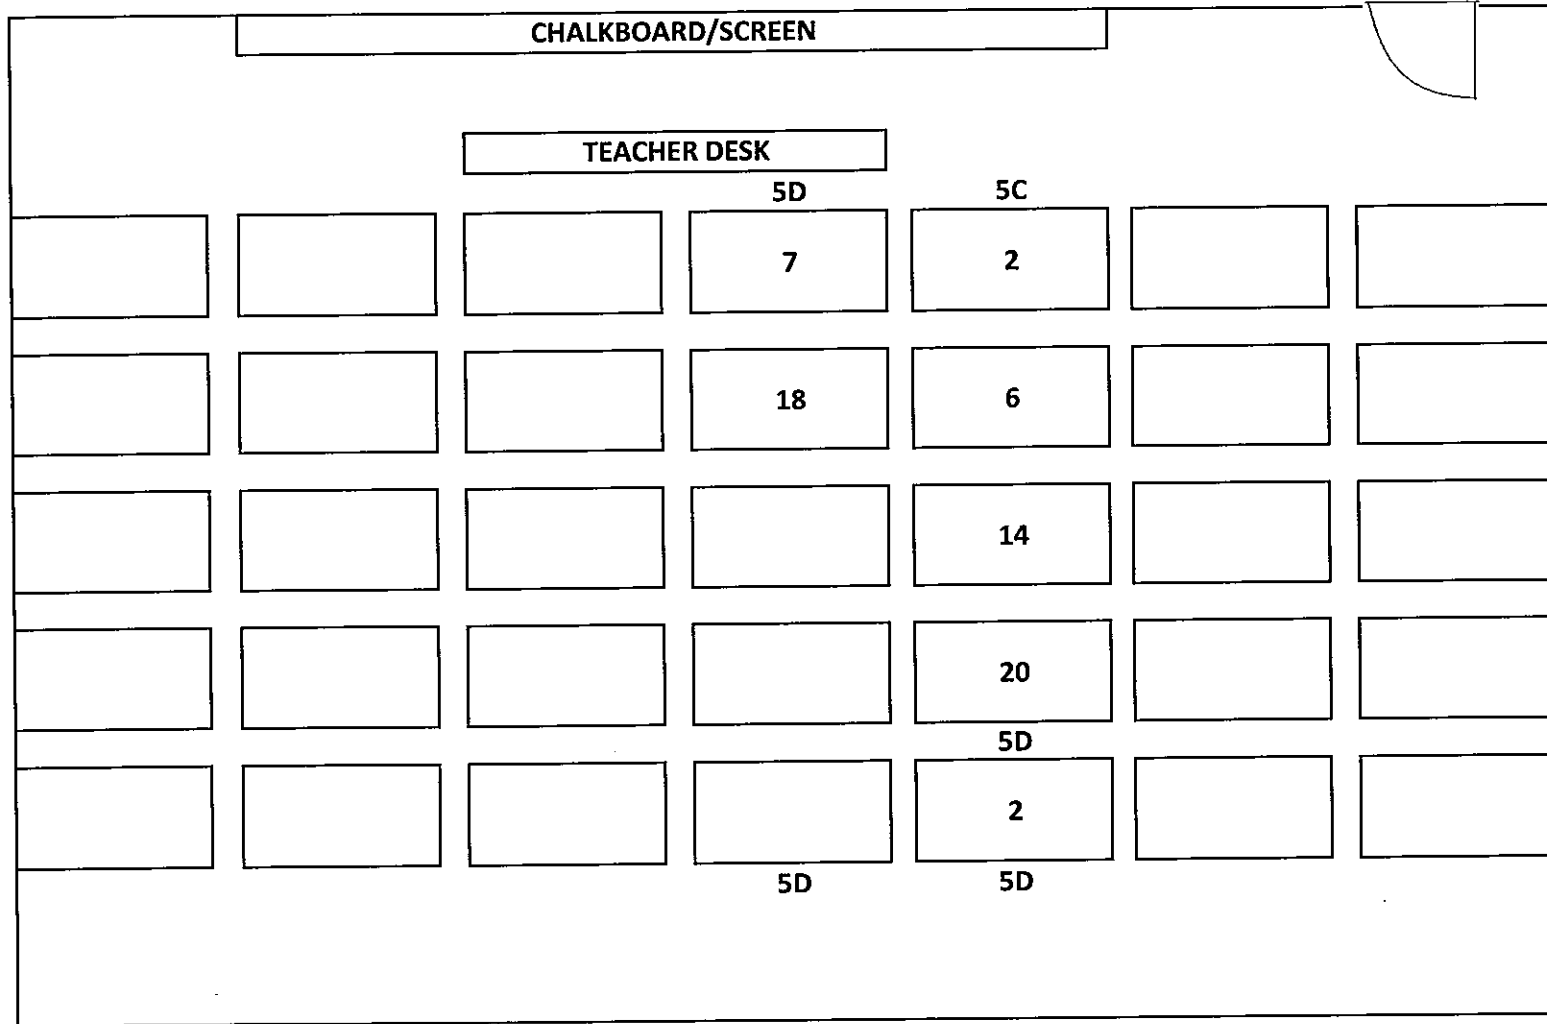 CHALKBOARD/SCREEN
TEACHER DESK
5D 5C
7 2
18 6
14
20
5D
2
5D 5D